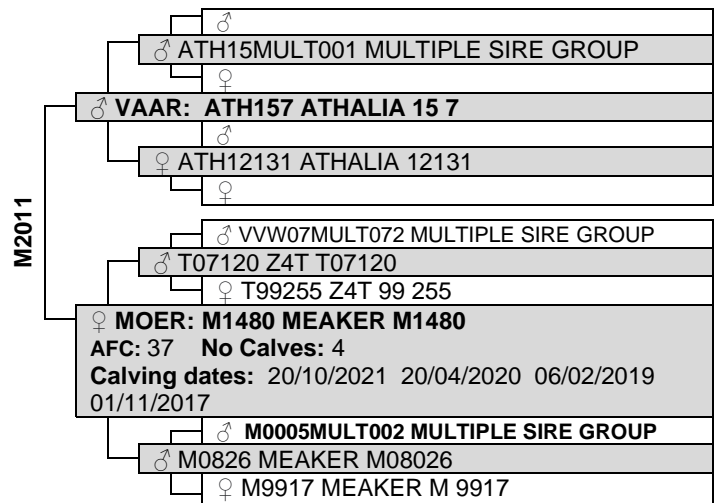 ♂
♂ ATH15MULT001 MULTIPLE SIRE GROUP
♀
♂ VAAR: ATH157 ATHALIA 15 7
♂
♀ ATH12131 ATHALIA 12131
♀
M2011
♂ VVW07MULT072 MULTIPLE SIRE GROUP
♂ T07120 Z4T T07120
♀ T99255 Z4T 99 255
♀ MOER: M1480 MEAKER M1480
AFC: 37 No Calves: 4
Calving dates: 20/10/2021 20/04/2020 06/02/2019
01/11/2017
♂ M0005MULT002 MULTIPLE SIRE GROUP
♂ M0826 MEAKER M08026
♀ M9917 MEAKER M 9917